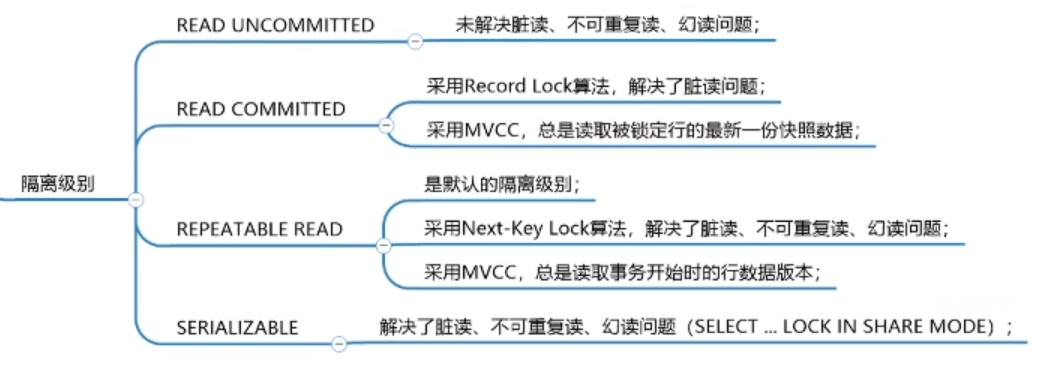 隔离级别
READ UNCOMMITTED
未解决脏读、不可重复读、幻读问题；
READ COMMITTED
采用Record Lock算法，解决了脏读问题；
采用MVCC，总是读取被锁定行的最新一份快照数据；
REPEATABLE READ
是默认的隔离级别；
采用Next-Key Lock算法，解决了脏读、不可重复读、幻读问题；
采用MVCC，总是读取事务开始时的行数据版本；
SERIALIZABLE
解决了脏读、不可重复读、幻读问题（SELECT ... LOCK IN SHARE MODE）；